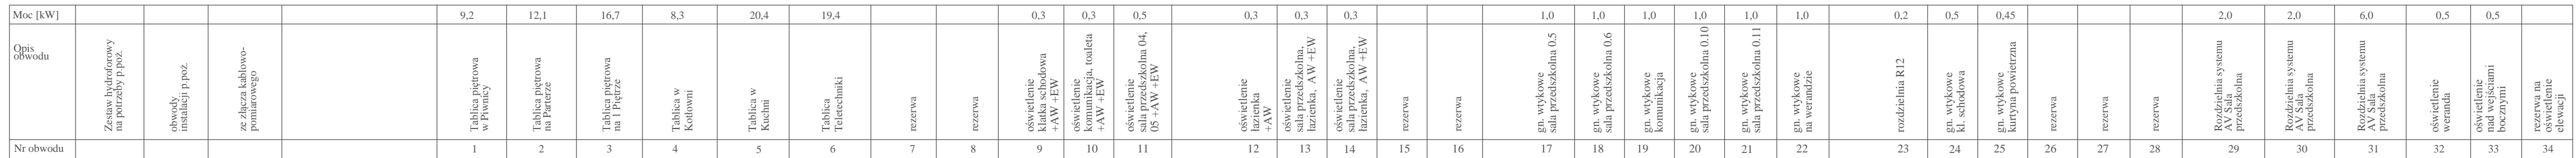 Moc [kW] 9,2 12,1 16,7 8,3 20,4 19,4 0,3 0,3 0,5 0,3 0,3 0,3 1,0 1,0 1,0 1,0 1,0 1,0 0,2 0,5 0,45 2,0 2,0 6,0 0,5 0,5
Opis
obwodu
Zestaw hydroforowy
na potrzeby p.poż
obwody
instalacji p.poż.
ze złącza kablowo-
pomiarowego
Tablica piętrowa
w Piwnicy
Tablica piętrowa
na Parterze
Tablica piętrowa
na 1 Piętrze
Tablica w
Kotłowni
Tablica w
Kuchni
Tablica
Teletechniki
rezerwa
rezerwa
oświetlenie
klatka schodowa
+AW +EW
oświetlenie
komunikacja, toaleta
+AW +EW
oświetlenie
sala przedszkolna 04,
05 +AW +EW
oświetlenie
łazienka
+AW
oświetlenie
sala przedszkolna,
łazienka, AW +EW
oświetlenie
sala przedszkolna,
łazienka, AW +EW
rezerwa
rezerwa
gn. wtykowe
sala przedszkolna 0.5
gn. wtykowe
sala przedszkolna 0.6
gn. wtykowe
komunikacja
gn. wtykowe
sala przedszkolna 0.10
gn. wtykowe
sala przedszkolna 0.11
gn. wtykowe
na werandzie
rozdzielnia R12
gn. wtykowe
kl. schodowa
gn. wtykowe
kurtyna powietrzna
rezerwa
rezerwa
rezerwa
Rozdzielnia systemu
AV Sala
przedszkolna
Rozdzielnia systemu
AV Sala
przedszkolna
Rozdzielnia systemu
AV Sala
przedszkolna
oświetlenie
weranda
oświetlenie
nad wejściami
bocznymi
rezerwa na
oświetlenie
elewacji
Nr obwodu 1 2 3 4 5 6 7 8 9 10 11 12 13 14 15 16 17 18 19 20 21 22 23 24 25 26 27 28 29 30 31 32 33 34